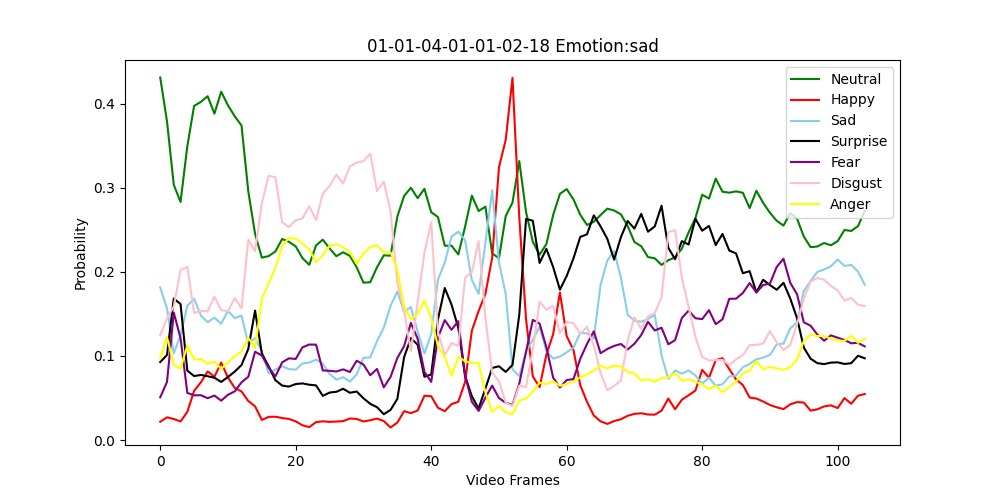 01-01-04-01-01-02-18 Emotion:sad
Neutral
Happy
Sad
Surprise
Fear
Disgust
Anger
0.4
0.3
0.2
0.1
0.0
Probability
0 20 40 60 80 100
Video Frames